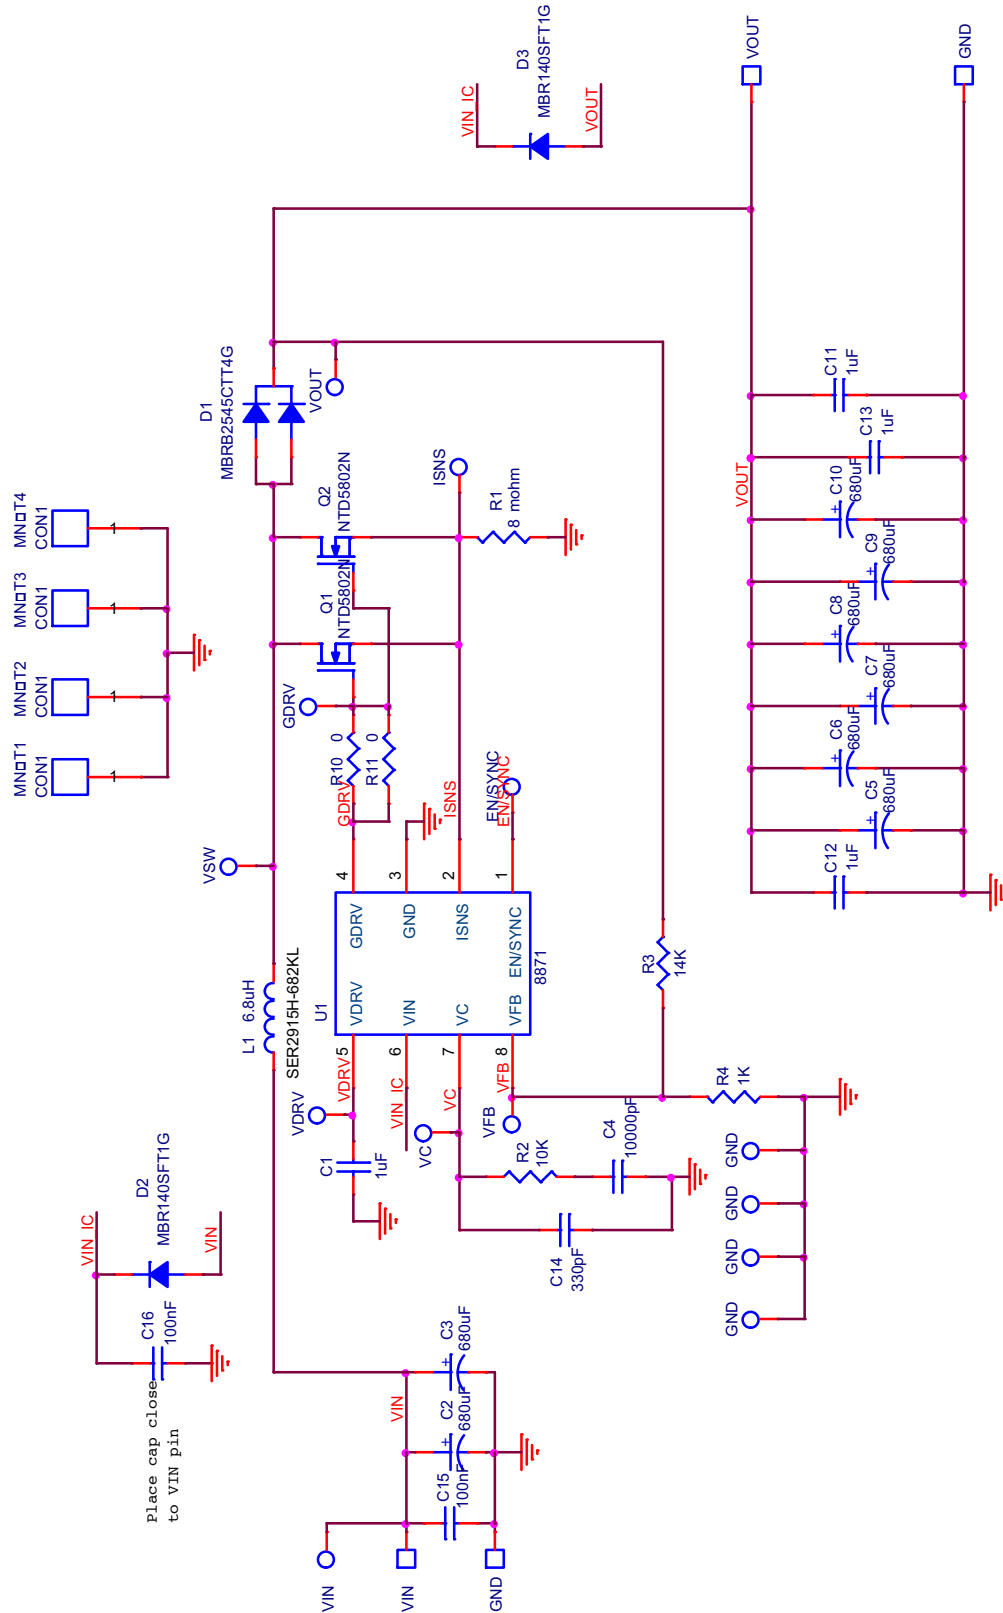 MN□T1
CON1
1
MN□T2
CON1
1
MN□T3
CON1
1
MN□T4
CON1
1
VIN_IC
D2
MBR140SFT1G
VIN
C16
100nF
Place cap close
to VIN pin
VIN_IC
D3
MBR140SFT1G
VOUT
VSW
L1 6.8uH
SER2915H-682KL
D1
MBRB2545CTT4G
VOUT
GDRV
Q1
NTD5802N
Q2
NTD5802N
R10 0
R11 0
GDRV
ISNS
ISNS
R1
8 mohm
EN/SYNC
EN/SYNC
U1
VDRV
VIN
VC
VFB
GDRV
GND
ISNS
EN/SYNC
8871
5
6
7
8
4
3
2
1
VDRV
VIN_IC
VC
VFB
VDRV
C1
1uF
VC
VFB
R2
10K
C4
10000pF
C14
330pF
R3
14K
R4
1K
GND
GND
GND
GND
VIN
VIN
GND
VIN
C15
100nF
C2
680uF
+
C3
680uF
+
VOUT
C12
1uF
C5
680uF
+
C6
680uF
+
C7
680uF
+
C8
680uF
+
C9
680uF
+
C10
680uF
+
C13
1uF
C11
1uF
VOUT
GND